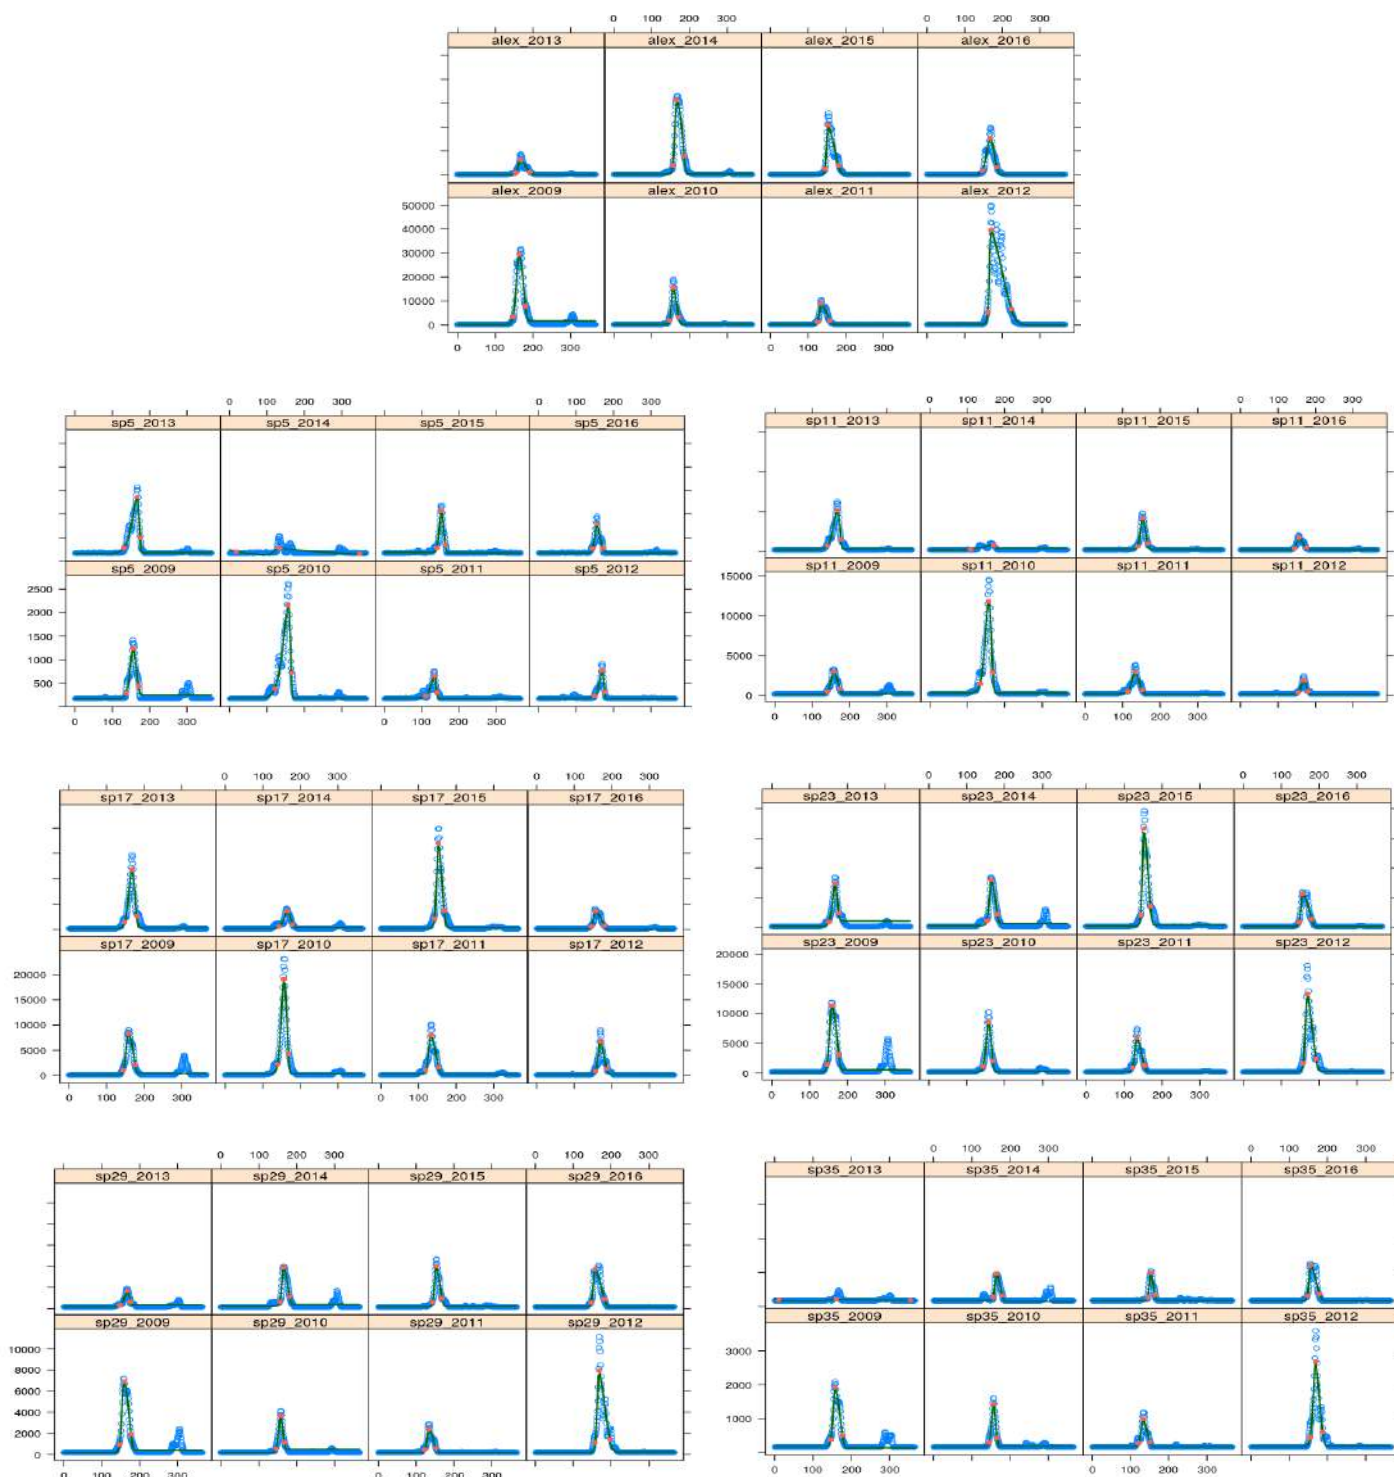 0 100 200 300
alex_2013 alex_2014 alex_2015 alex_2016
alex_2009 alex_2010 alex_2011 alex_2012
50000
40000
30000
20000
10000
0
0 100 200 300 0 100 200 300
0 100 200 300 0 100 200 300
sp5_2013 sp5_2014 sp5_2015 sp5_2016
sp5_2009 sp5_2010 sp5_2011 sp5_2012
2500
2000
1500
1000
500
0 100 200 300 0 100 200 300
0 100 200 300 0 100 200 300
sp11_2013 sp11_2014 sp11_2015 sp11_2016
sp11_2009 sp11_2010 sp11_2011 sp11_2012
15000
10000
5000
0
0 100 200 300 0 100 200 300
0 100 200 300 0 100 200 300
sp17_2013 sp17_2014 sp17_2015 sp17_2016
sp17_2009 sp17_2010 sp17_2011 sp17_2012
20000
15000
10000
5000
0
0 100 200 300 0 100 200 300
0 100 200 300 0 100 200 300
sp23_2013 sp23_2014 sp23_2015 sp23_2016
sp23_2009 sp23_2010 sp23_2011 sp23_2012
20000
15000
10000
5000
0
0 100 200 300 0 100 200 300
0 100 200 300 0 100 200 300
sp29_2013 sp29_2014 sp29_2015 sp29_2016
sp29_2009 sp29_2010 sp29_2011 sp29_2012
10000
8000
6000
4000
2000
0
0 100 200 300 0 100 200 300
0 100 200 300 0 100 200 300
sp35_2013 sp35_2014 sp35_2015 sp35_2016
sp35_2009 sp35_2010 sp35_2011 sp35_2012
3000
2000
1000
0 100 200 300 0 100 200 300